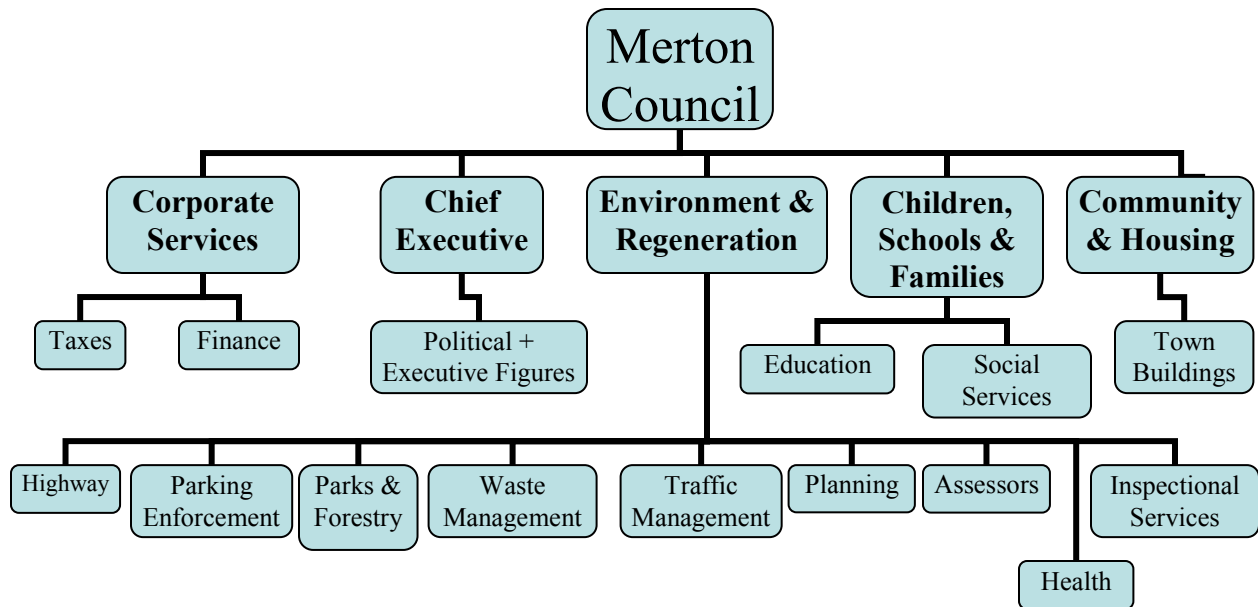 Merton
Council
Corporate
Services
Chief
Executive
Environment &
Regeneration
Children,
Schools &
Families
Community
& Housing
Taxes
Finance
Political +
Executive Figures
Education
Social
Services
Town
Buildings
Highway
Parking
Enforcement
Parks &
Forestry
Waste
Management
Traffic
Management
Planning
Assessors
Health
Inspectional
Services